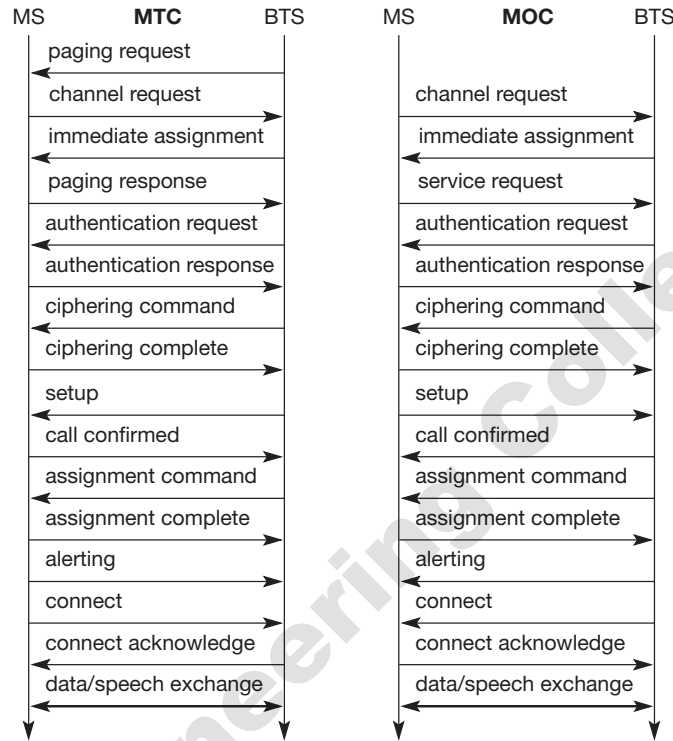 MS MTC BTS
paging request
channel request
immediate assignment
paging response
authentication request
authentication response
ciphering command
ciphering complete
setup
call confirmed
assignment command
assignment complete
alerting
connect
connect acknowledge
data/speech exchange
MS MOC BTS
channel request
immediate assignment
service request
authentication request
authentication response
ciphering command
ciphering complete
setup
call confirmed
assignment command
assignment complete
alerting
connect
connect acknowledge
data/speech exchange
neering Colle